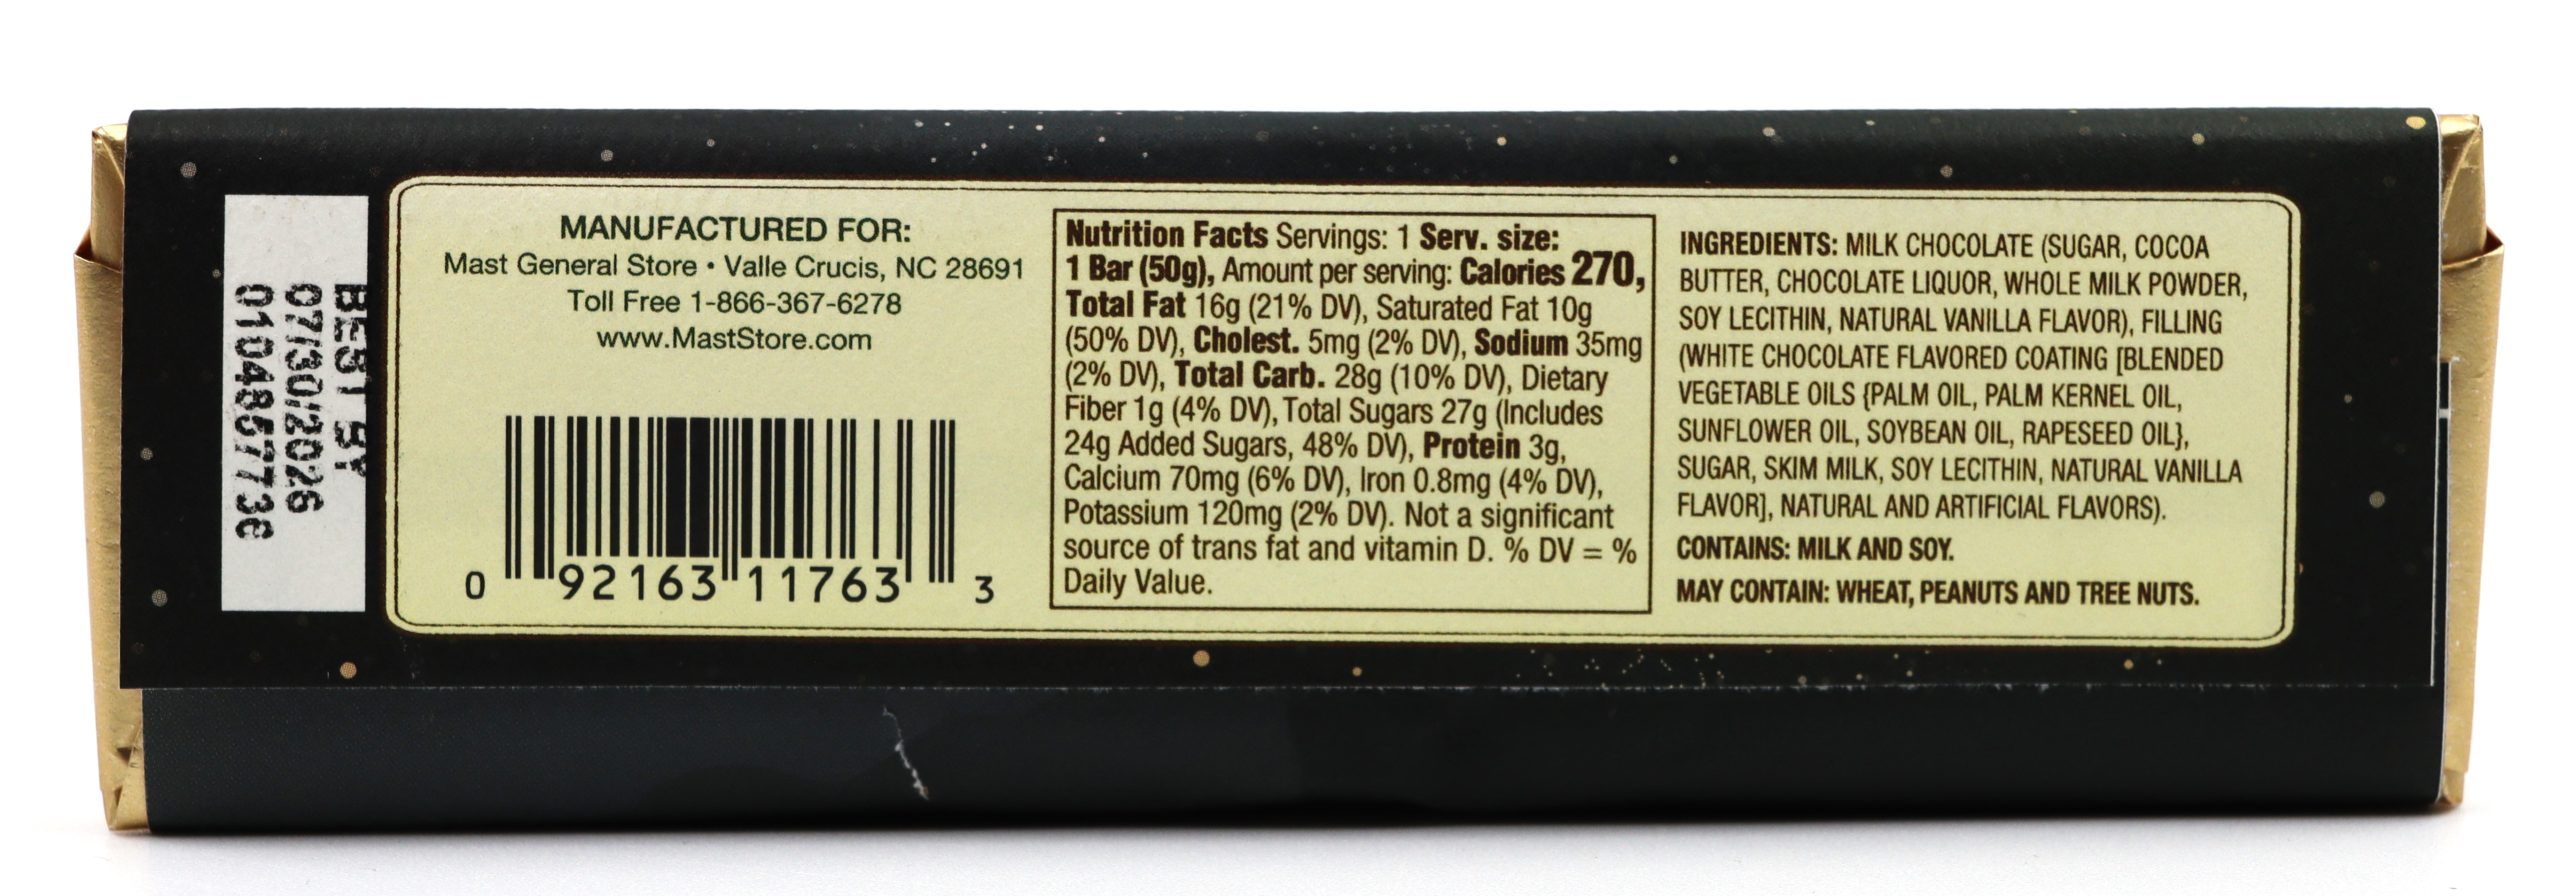 BEST BY
07/30/2026
0104857736
MANUFACTURED FOR:
Mast General Store • Valle Crucis, NC 28691
Toll Free 1-866-367-6278
www.MastStore.com
0 92163 11763 3
Nutrition Facts Servings: 1 Serv. size:
1 Bar (50g), Amount per serving: Calories 270,
Total Fat 16g (21% DV), Saturated Fat 10g
(50% DV), Cholest. 5mg (2% DV), Sodium 35mg
(2% DV), Total Carb. 28g (10% DV), Dietary
Fiber 1g (4% DV), Total Sugars 27g (Includes
24g Added Sugars, 48% DV), Protein 3g,
Calcium 70mg (6% DV), Iron 0.8mg (4% DV),
Potassium 120mg (2% DV). Not a significant
source of trans fat and vitamin D. % DV = %
Daily Value.
INGREDIENTS: MILK CHOCOLATE (SUGAR, COCOA
BUTTER, CHOCOLATE LIQUOR, WHOLE MILK POWDER,
SOY LECITHIN, NATURAL VANILLA FLAVOR), FILLING
(WHITE CHOCOLATE FLAVORED COATING [BLENDED
VEGETABLE OILS {PALM OIL, PALM KERNEL OIL,
SUNFLOWER OIL, SOYBEAN OIL, RAPESEED OIL},
SUGAR, SKIM MILK, SOY LECITHIN, NATURAL VANILLA
FLAVOR], NATURAL AND ARTIFICIAL FLAVORS).
CONTAINS: MILK AND SOY.
MAY CONTAIN: WHEAT, PEANUTS AND TREE NUTS.